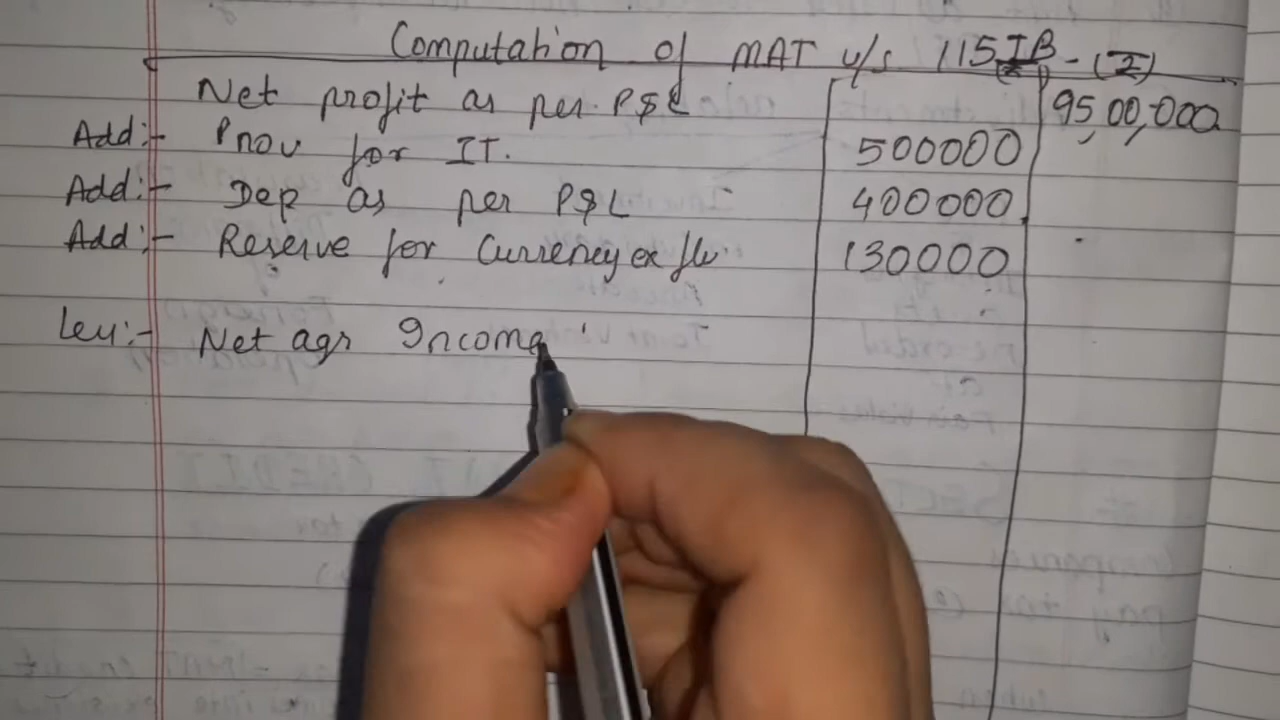 Computation of MAT u/s 115JB - (I)
Net profit as per P&L 95,00,000
Add:- Prov for IT. 500000
Add:- Dep as per P&L 400000
Add:- Reserve for Currency ex flu. 130000
Less:- Net agr Income